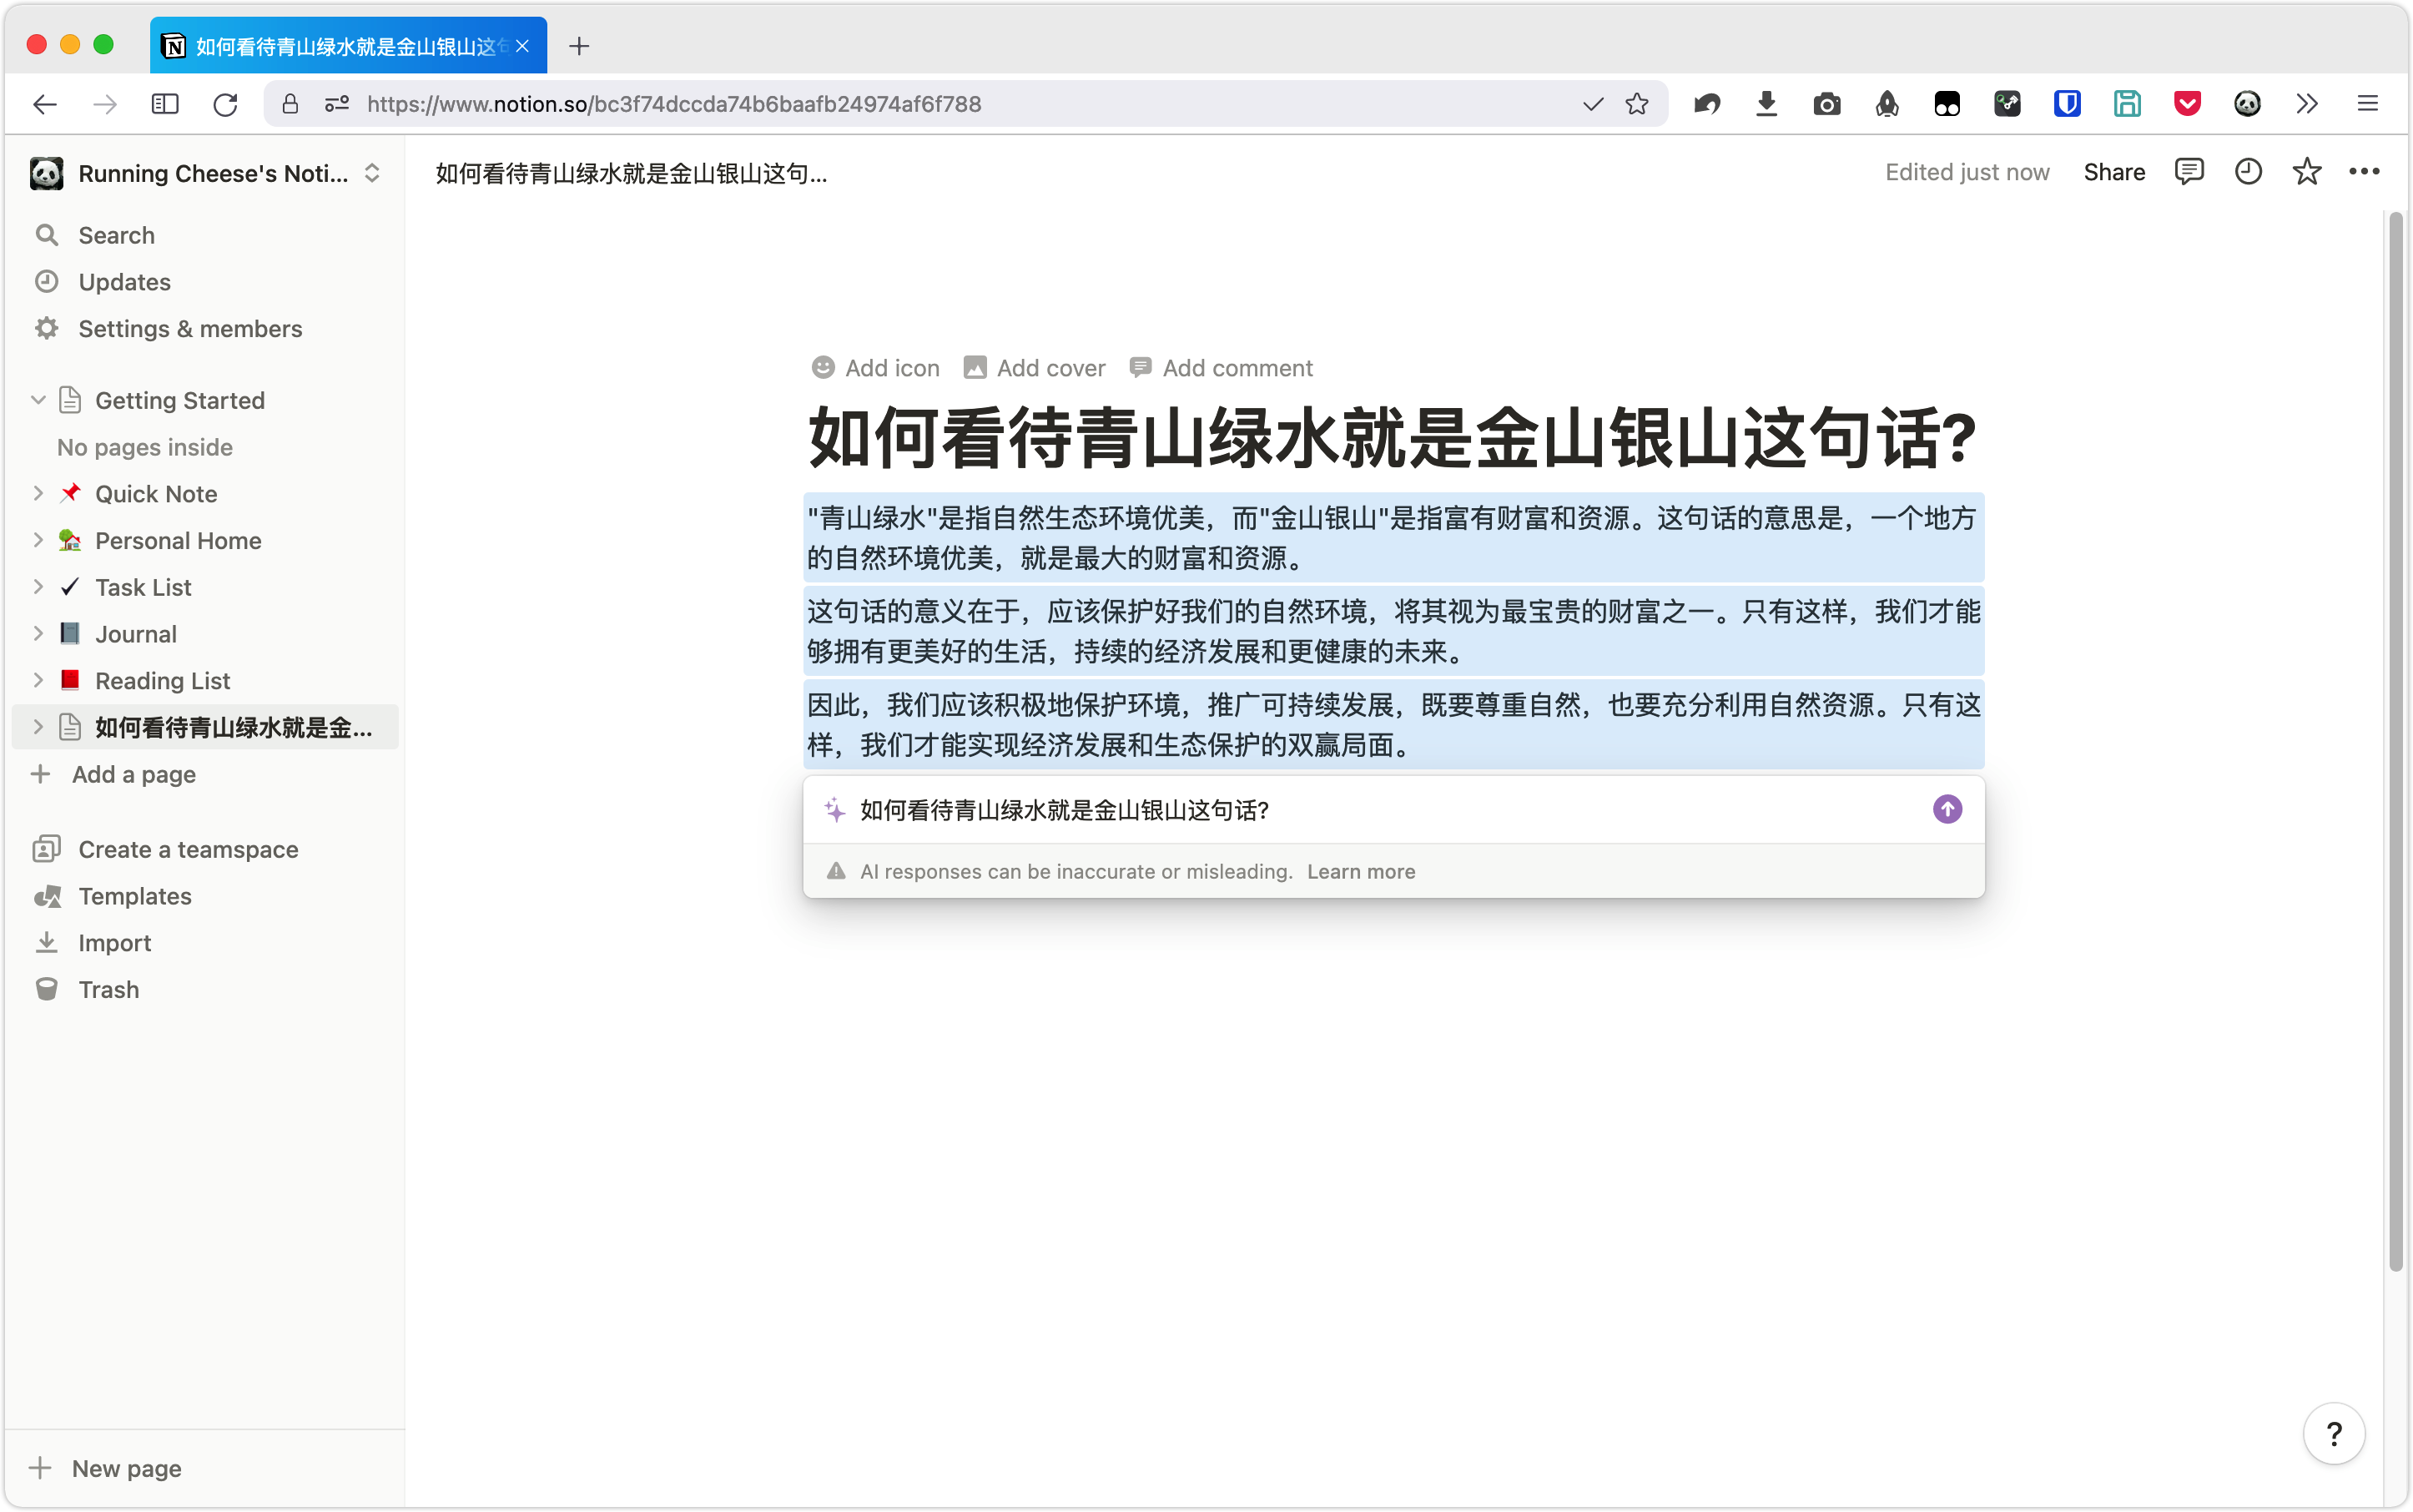 如何看待青山绿水就是金山银山这
https://www.notion.so/bc3f74dccda74b6baafb24974af6f788
Running Cheese's Noti...
如何看待青山绿水就是金山银山这句...
Edited just now
Share
Search
Updates
Settings & members
Getting Started
No pages inside
Quick Note
Personal Home
Task List
Journal
Reading List
如何看待青山绿水就是金...
Add a page
Create a teamspace
Templates
Import
Trash
New page
Add icon Add cover Add comment
如何看待青山绿水就是金山银山这句话?
"青山绿水"是指自然生态环境优美，而"金山银山"是指富有财富和资源。这句话的意思是，一个地方
的自然环境优美，就是最大的财富和资源。
这句话的意义在于，应该保护好我们的自然环境，将其视为最宝贵的财富之一。只有这样，我们才能
够拥有更美好的生活，持续的经济发展和更健康的未来。
因此，我们应该积极地保护环境，推广可持续发展，既要尊重自然，也要充分利用自然资源。只有这
样，我们才能实现经济发展和生态保护的双赢局面。
如何看待青山绿水就是金山银山这句话?
AI responses can be inaccurate or misleading. Learn more
?